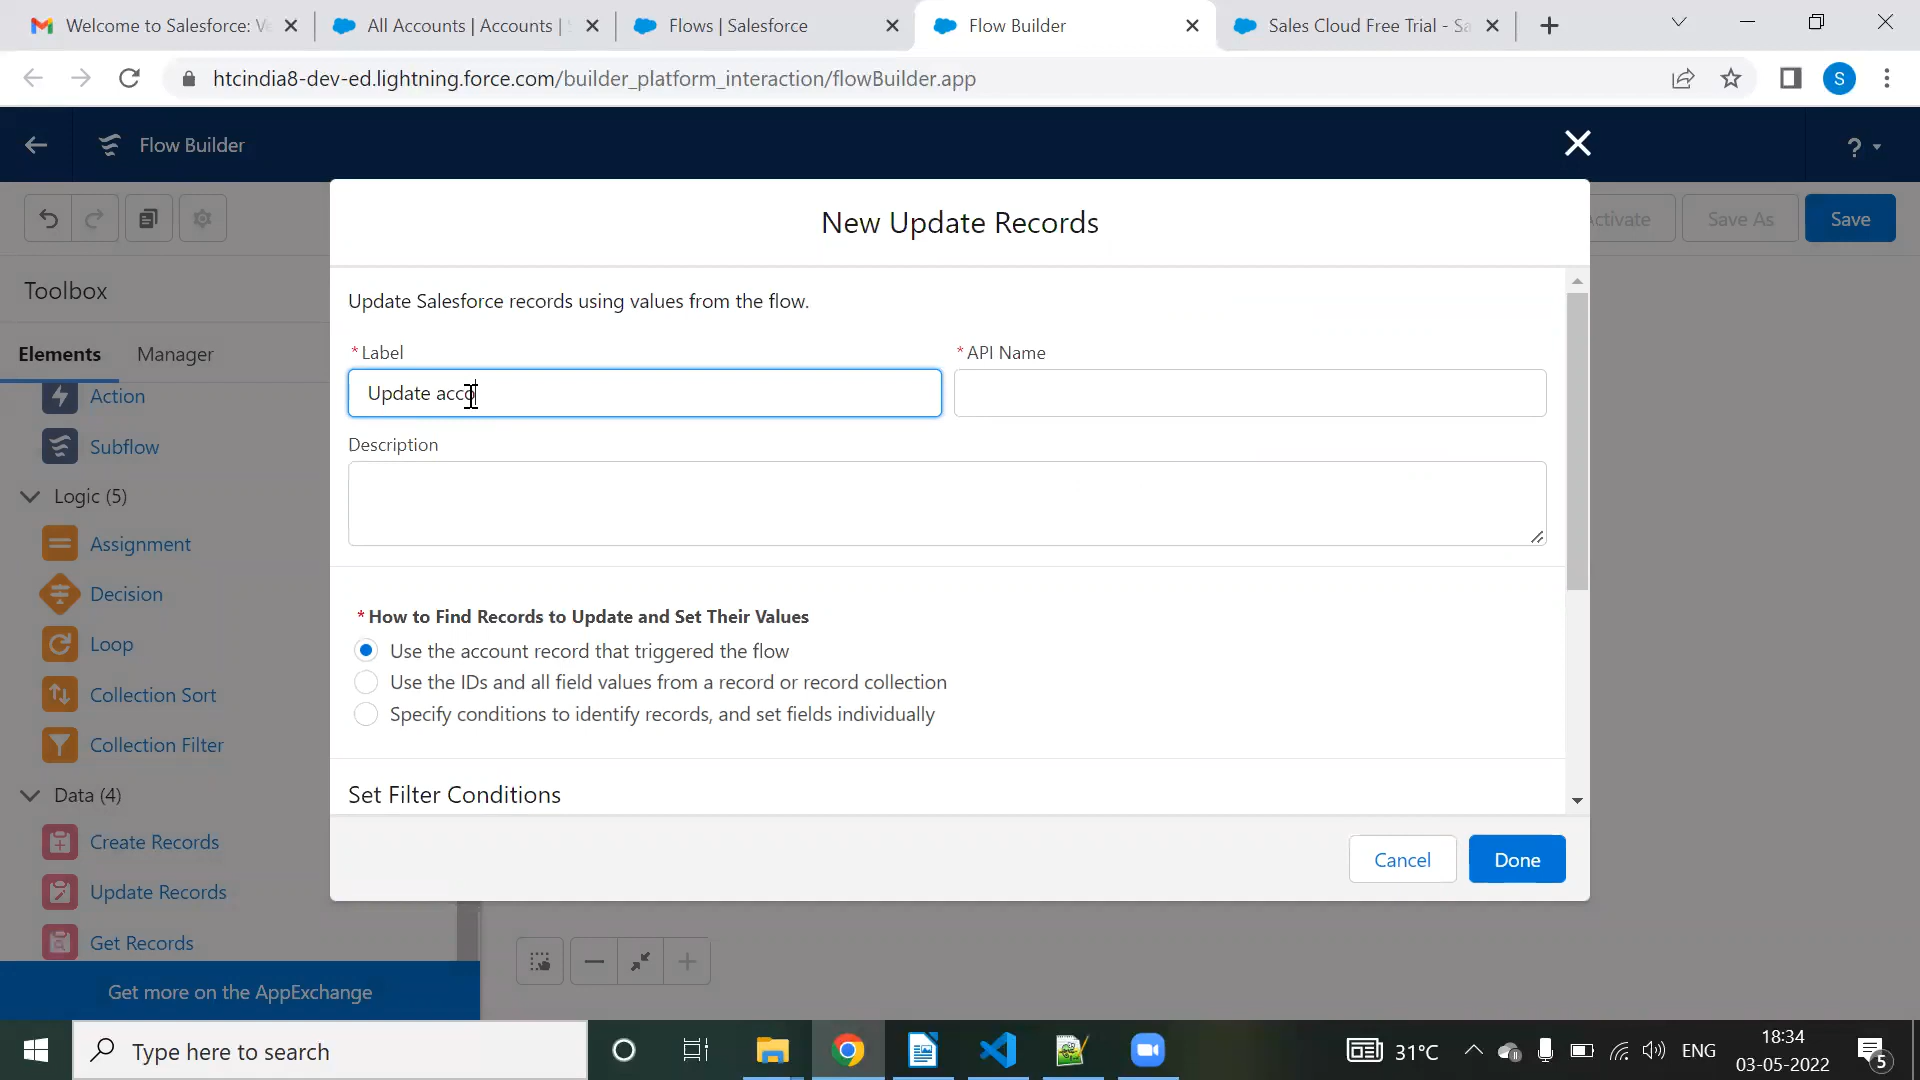 Welcome to Salesforce: Ve
All Accounts | Accounts | S
Flows | Salesforce
Flow Builder
Sales Cloud Free Trial - Sa
htcindia8-dev-ed.lightning.force.com/builder_platform_interaction/flowBuilder.app
S
Flow Builder
?
New Update Records
Activate
Save As
Save
Toolbox
Update Salesforce records using values from the flow.
Elements
Manager
*Label
*API Name
Action
Update acco
Subflow
Description
Logic (5)
Assignment
Decision
Loop
Collection Sort
Collection Filter
*How to Find Records to Update and Set Their Values
Use the account record that triggered the flow
Use the IDs and all field values from a record or record collection
Specify conditions to identify records, and set fields individually
Data (4)
Set Filter Conditions
Create Records
Update Records
Get Records
Cancel
Done
Get more on the AppExchange
Type here to search
31°C
ENG
18:34
03-05-2022
5